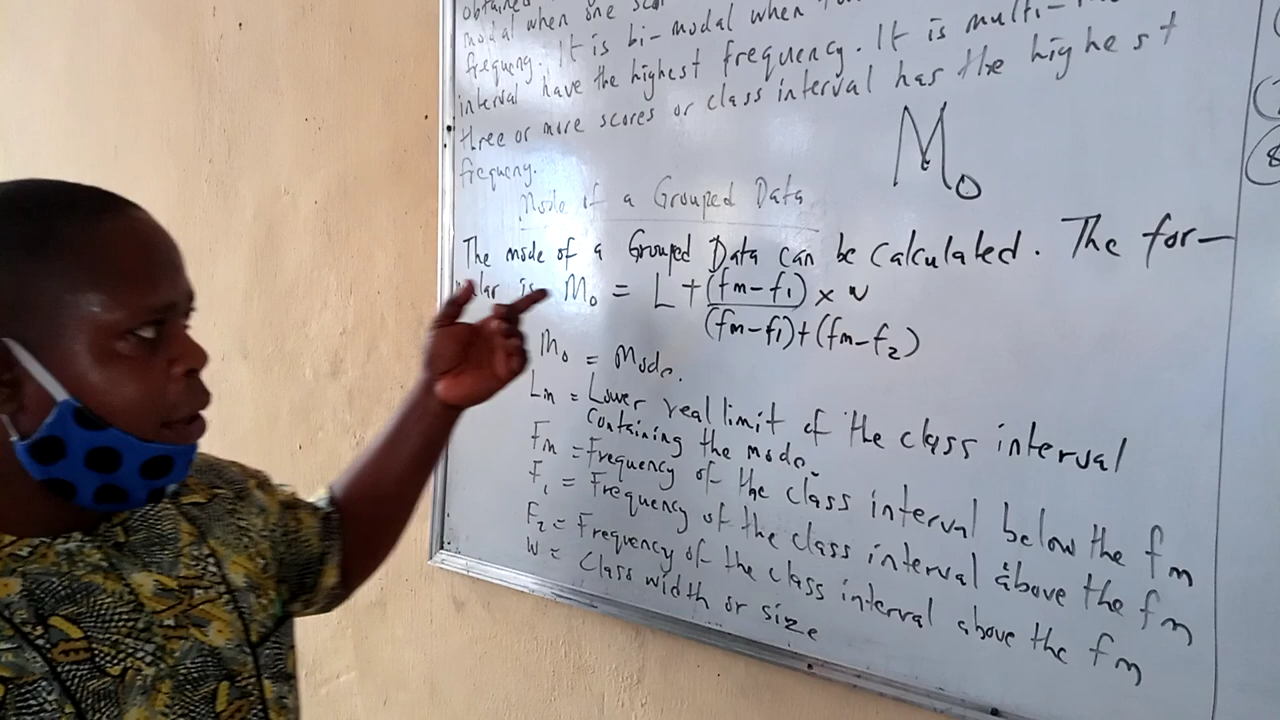 obtained
modal when one
frequency. It is bi-modal when
interval have the highest frequency. It is multi-
three or more scores or class interval has the highest
frequency.
Mo
Mode of a Grouped Data
The mode of a Grouped Data can be calculated. The for-
is Mo = L + (fm-f1) x w
(fm-f1)+(fm-f2)
Mo = Mode.
Lm = Lower real limit of the class interval
Containing the mode.
Fm = Frequency of the class interval below the fm
F1 = Frequency of the class interval above the fm
F2 = Frequency of the class interval above the fm
W = Class width or size